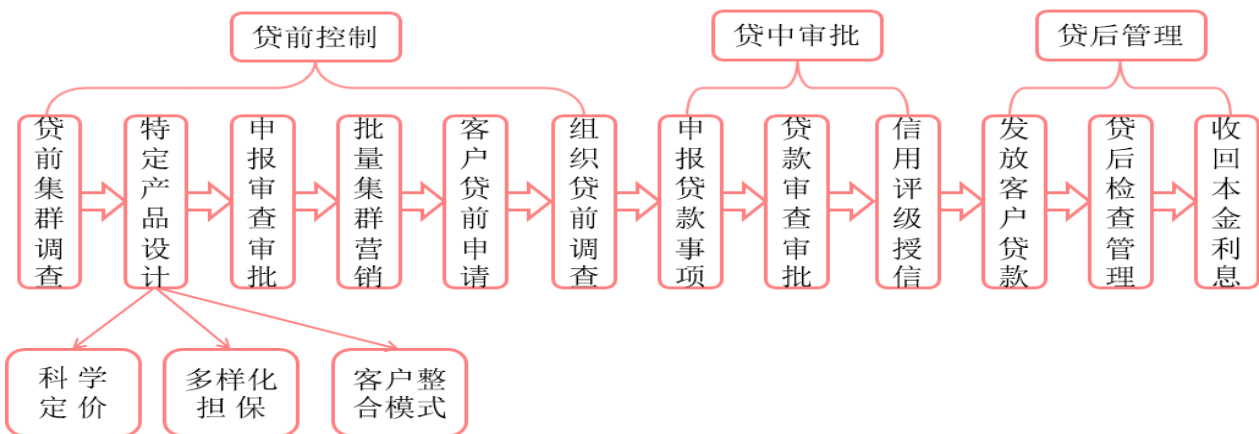 贷前控制
贷中审批
贷后管理
贷前集群调查
特定产品设计
申报审查审批
批量集群营销
客户贷前申请
组织贷前调查
申报贷款事项
贷款审查审批
信用评级授信
发放客户贷款
贷后检查管理
收回本金利息
科 学
定 价
多样化
担 保
客户整
合模式